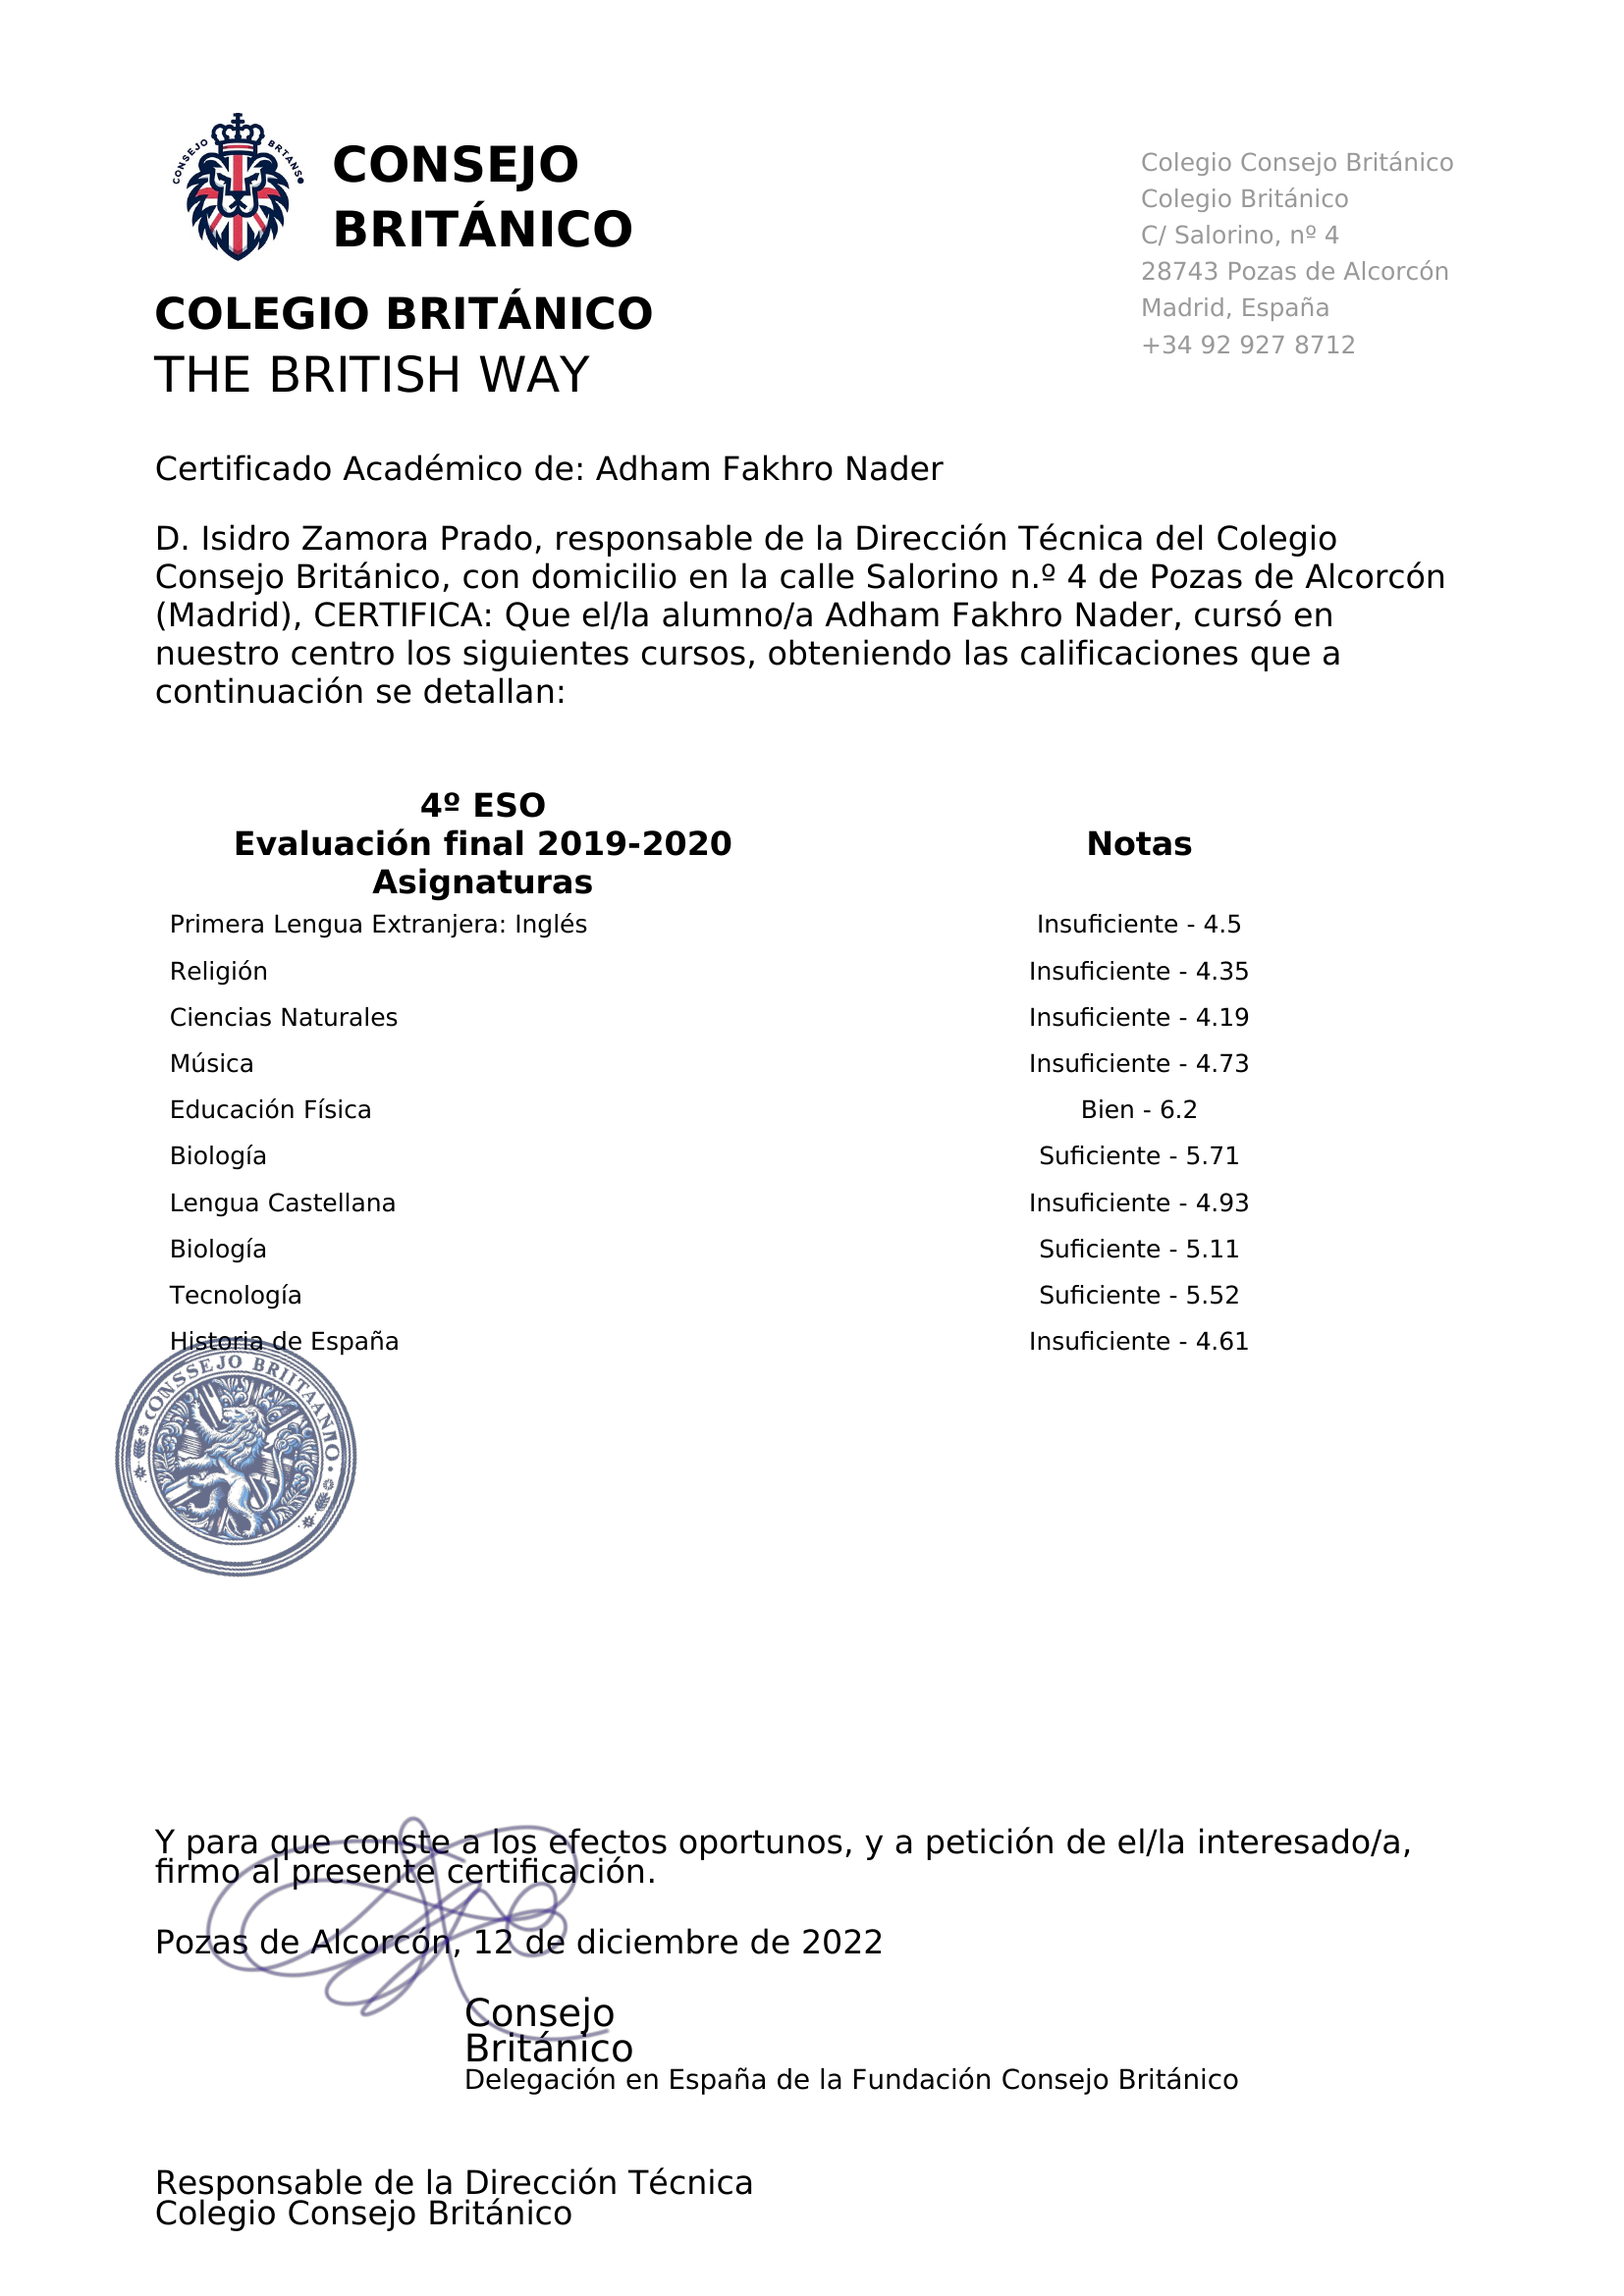 CONSEJO BRTANS
CONSEJO
BRITÁNICO
COLEGIO BRITÁNICO
THE BRITISH WAY
Colegio Consejo Británico
Colegio Británico
C/ Salorino, nº 4
28743 Pozas de Alcorcón
Madrid, España
+34 92 927 8712
Certificado Académico de: Adham Fakhro Nader
D. Isidro Zamora Prado, responsable de la Dirección Técnica del Colegio
Consejo Británico, con domicilio en la calle Salorino n.º 4 de Pozas de Alcorcón
(Madrid), CERTIFICA: Que el/la alumno/a Adham Fakhro Nader, cursó en
nuestro centro los siguientes cursos, obteniendo las calificaciones que a
continuación se detallan:
4º ESO
Evaluación final 2019-2020 Notas
Asignaturas
Primera Lengua Extranjera: Inglés Insuficiente - 4.5
Religión Insuficiente - 4.35
Ciencias Naturales Insuficiente - 4.19
Música Insuficiente - 4.73
Educación Física Bien - 6.2
Biología Suficiente - 5.71
Lengua Castellana Insuficiente - 4.93
Biología Suficiente - 5.11
Tecnología Suficiente - 5.52
Historia de España Insuficiente - 4.61
CONSSEJO BRIITAANNO
Y para que conste a los efectos oportunos, y a petición de el/la interesado/a,
firmo al presente certificación.
Pozas de Alcorcón, 12 de diciembre de 2022
Consejo
Británico
Delegación en España de la Fundación Consejo Británico
Responsable de la Dirección Técnica
Colegio Consejo Británico